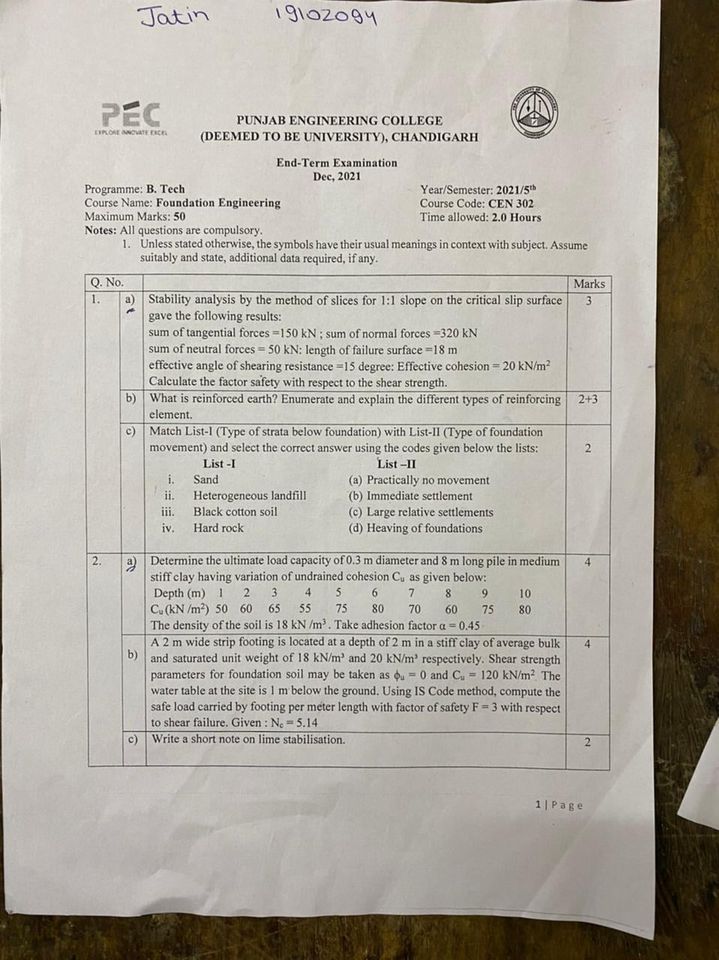 Jatin 19102094
PEC
EXPLORE INNOVATE EXCEL
PUNJAB ENGINEERING COLLEGE
(DEEMED TO BE UNIVERSITY), CHANDIGARH
End-Term Examination
Dec, 2021
Programme: B. Tech Year/Semester: 2021/5th
Course Name: Foundation Engineering Course Code: CEN 302
Maximum Marks: 50 Time allowed: 2.0 Hours
Notes: All questions are compulsory.
1. Unless stated otherwise, the symbols have their usual meanings in context with subject. Assume
suitably and state, additional data required, if any.
Q. No. Marks
1. a) Stability analysis by the method of slices for 1:1 slope on the critical slip surface 3
gave the following results:
sum of tangential forces =150 kN ; sum of normal forces =320 kN
sum of neutral forces = 50 kN: length of failure surface =18 m
effective angle of shearing resistance =15 degree: Effective cohesion = 20 kN/m²
Calculate the factor safety with respect to the shear strength.
b) What is reinforced earth? Enumerate and explain the different types of reinforcing 2+3
element.
c) Match List-I (Type of strata below foundation) with List-II (Type of foundation
movement) and select the correct answer using the codes given below the lists: 2
List -I List –II
i. Sand (a) Practically no movement
ii. Heterogeneous landfill (b) Immediate settlement
iii. Black cotton soil (c) Large relative settlements
iv. Hard rock (d) Heaving of foundations
2. a) Determine the ultimate load capacity of 0.3 m diameter and 8 m long pile in medium 4
stiff clay having variation of undrained cohesion Cu as given below:
Depth (m) 1 2 3 4 5 6 7 8 9 10
Cu (kN /m²) 50 60 65 55 75 80 70 60 75 80
The density of the soil is 18 kN /m³. Take adhesion factor α = 0.45
A 2 m wide strip footing is located at a depth of 2 m in a stiff clay of average bulk 4
b) and saturated unit weight of 18 kN/m³ and 20 kN/m³ respectively. Shear strength
parameters for foundation soil may be taken as ϕu = 0 and Cu = 120 kN/m². The
water table at the site is 1 m below the ground. Using IS Code method, compute the
safe load carried by footing per meter length with factor of safety F = 3 with respect
to shear failure. Given : Nc = 5.14
c) Write a short note on lime stabilisation. 2
1 | Page